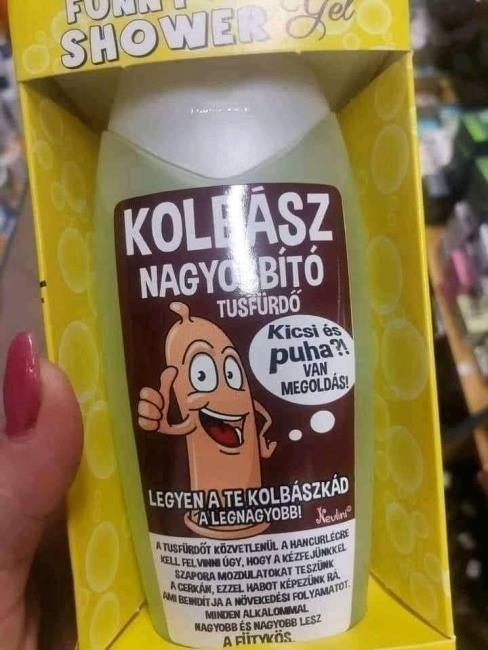 FUNNY
SHOWER Gel
KOLBÁSZ
NAGYOBBÍTÓ
TUSFÜRDŐ
Kicsi és
puha?!
VAN
MEGOLDÁS!
LEGYEN A TE KOLBÁSZKÁD
A LEGNAGYOBB!
Nevlini
A TUSFÜRDŐT KÖZVETLENÜL A HANCURLÉCRE
KELL FELVINNI ÚGY, HOGY A KÉZFEJÜNKKEL
SZAPORA MOZDULATOKAT TESZÜNK
A CERKÁN, EZZEL HABOT KÉPEZÜNK RÁ,
AMI BEINDÍTJA A NÖVEKEDÉSI FOLYAMATOT.
MINDEN ALKALOMMAL
NAGYOBB ÉS NAGYOBB LESZ
A FÜTYKÖS.